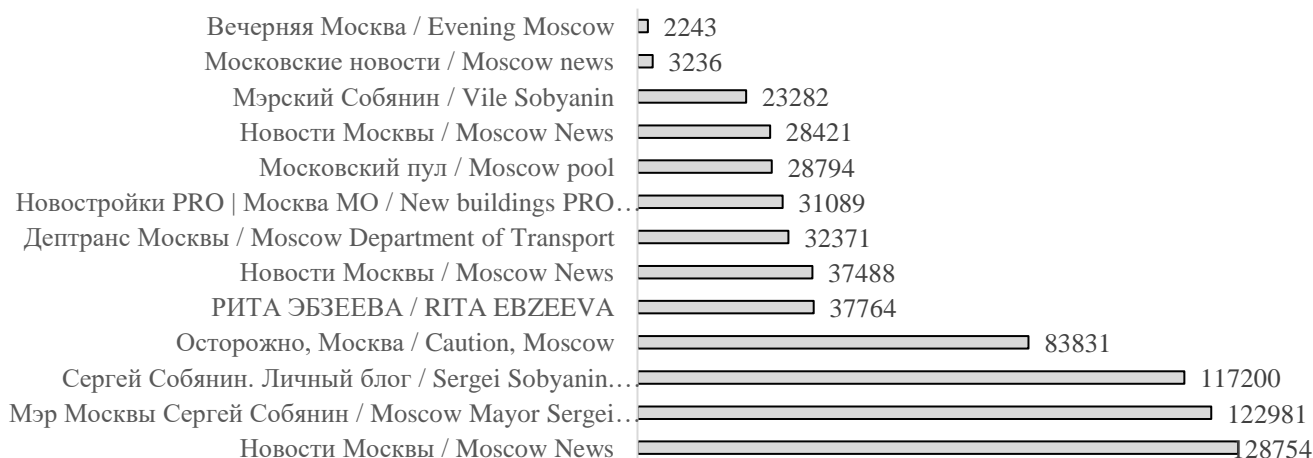 Вечерняя Москва / Evening Moscow 2243
Московские новости / Moscow news 3236
Мэрский Собянин / Vile Sobyanin 23282
Новости Москвы / Moscow News 28421
Московский пул / Moscow pool 28794
Новостройки PRO | Москва МО / New buildings PRO… 31089
Дептранс Москвы / Moscow Department of Transport 32371
Новости Москвы / Moscow News 37488
РИТА ЭБЗЕЕВА / RITA EBZEEVA 37764
Осторожно, Москва / Caution, Moscow 83831
Сергей Собянин. Личный блог / Sergei Sobyanin.… 117200
Мэр Москвы Сергей Собянин / Moscow Mayor Sergei… 122981
Новости Москвы / Moscow News 128754